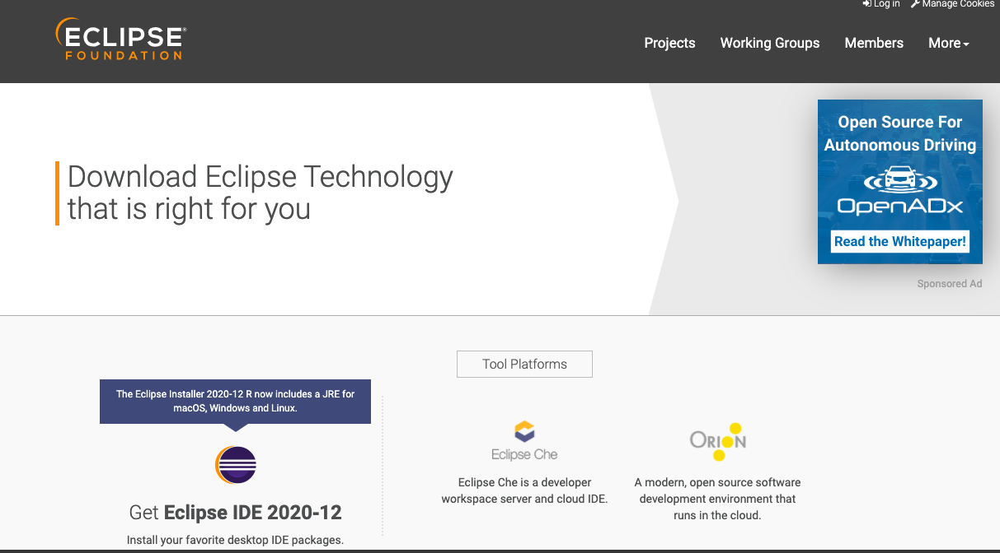 Log in Manage Cookies
ECLIPSE®
FOUNDATION
Projects Working Groups Members More
Open Source For
Autonomous Driving
OpenADx
Read the Whitepaper!
Sponsored Ad
Download Eclipse Technology
that is right for you
Tool Platforms
The Eclipse Installer 2020-12 R now includes a JRE for
macOS, Windows and Linux.
Get Eclipse IDE 2020-12
Install your favorite desktop IDE packages.
Eclipse Che
Eclipse Che is a developer
workspace server and cloud IDE.
ORION
A modern, open source software
development environment that
runs in the cloud.